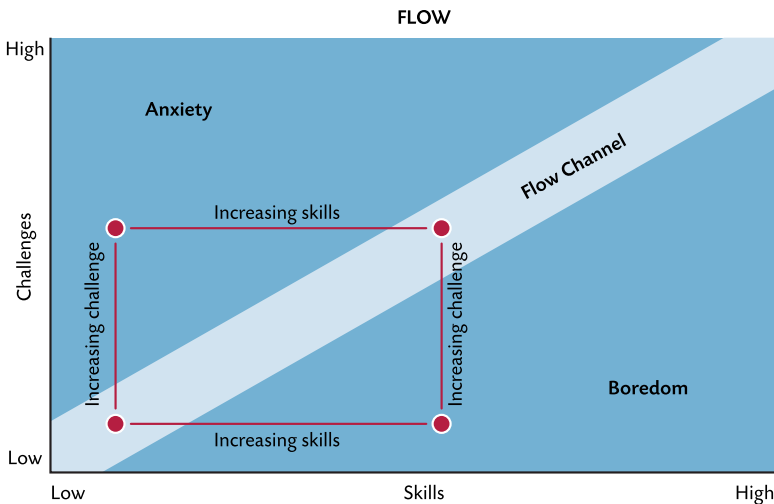 FLOW
High
Anxiety
Flow Channel
Challenges
Increasing skills
Increasing challenge
Increasing challenge
Boredom
Increasing skills
Low
Low
Skills
High